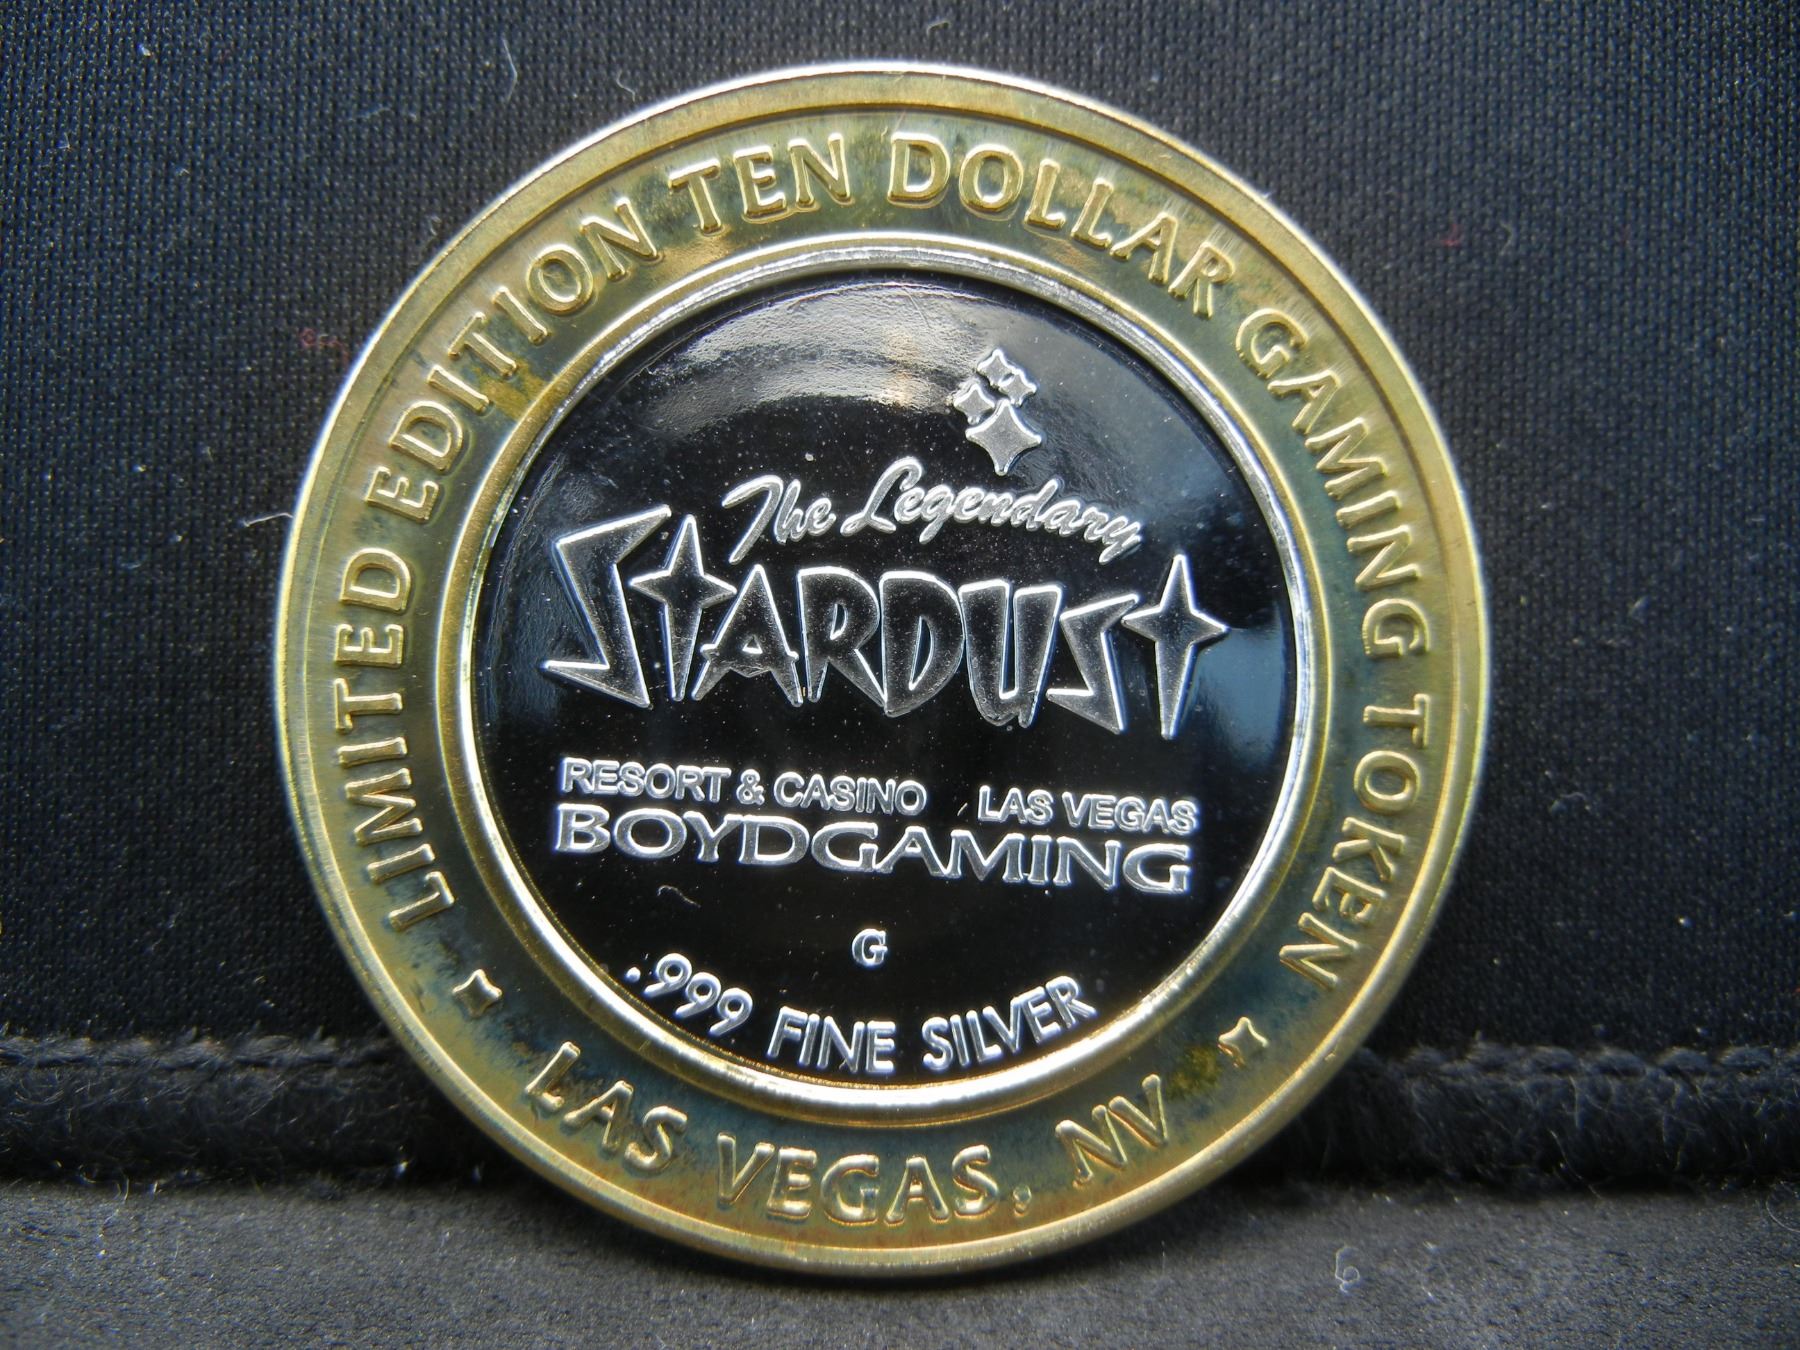 LIMITED EDITION TEN DOLLAR GAMING TOKEN
The Legendary
STARDUST
RESORT & CASINO LAS VEGAS
BOYDGAMING
G
.999 FINE SILVER
LAS VEGAS, NV